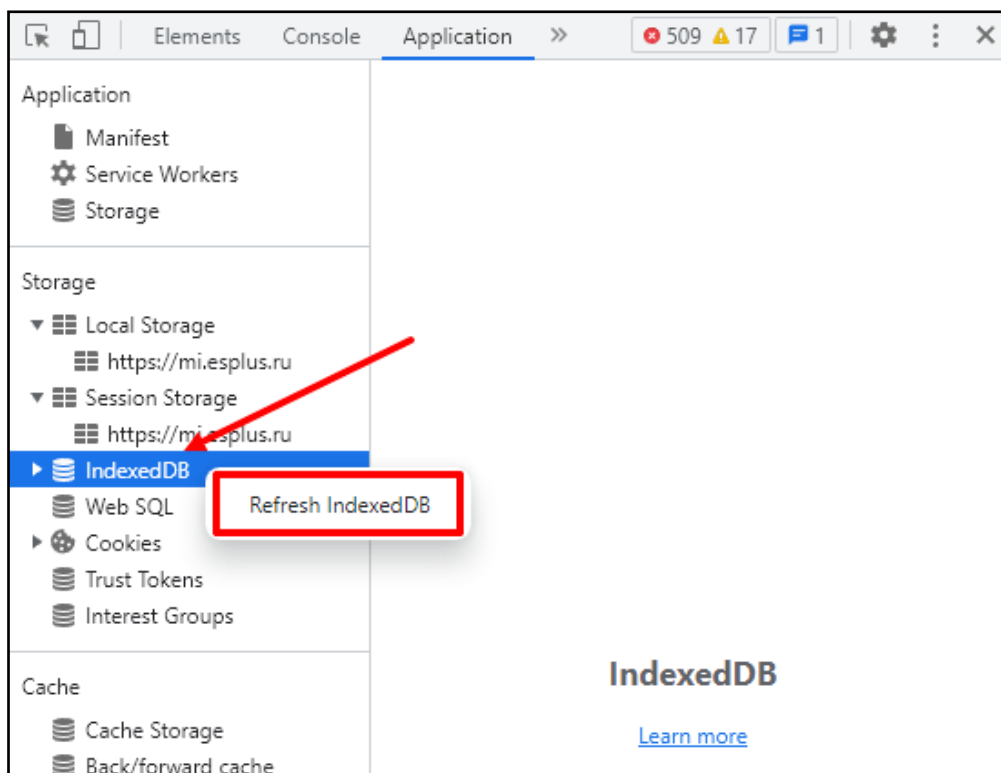 Elements Console Application » 509 17 1
Application
Manifest
Service Workers
Storage
Storage
Local Storage
https://mi.esplus.ru
Session Storage
https://mi.esplus.ru
IndexedDB
Refresh IndexedDB
Web SQL
Cookies
Trust Tokens
Interest Groups
Cache
Cache Storage
Back/forward cache
IndexedDB
Learn more